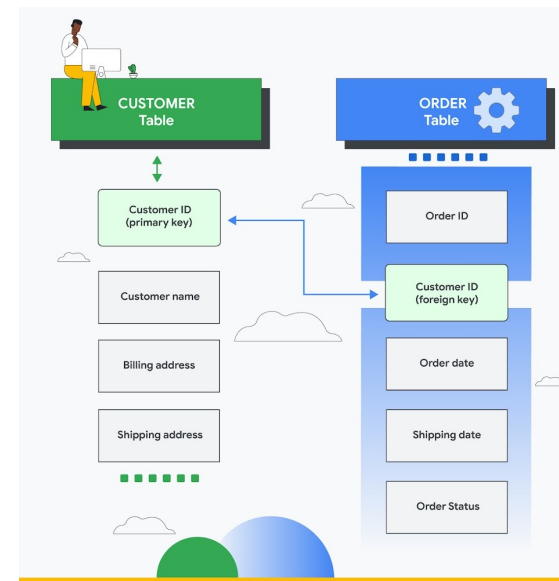 CUSTOMER
Table
Customer ID
(primary key)
Customer name
Billing address
Shipping address
ORDER
Table
Order ID
Customer ID
(foreign key)
Order date
Shipping date
Order Status